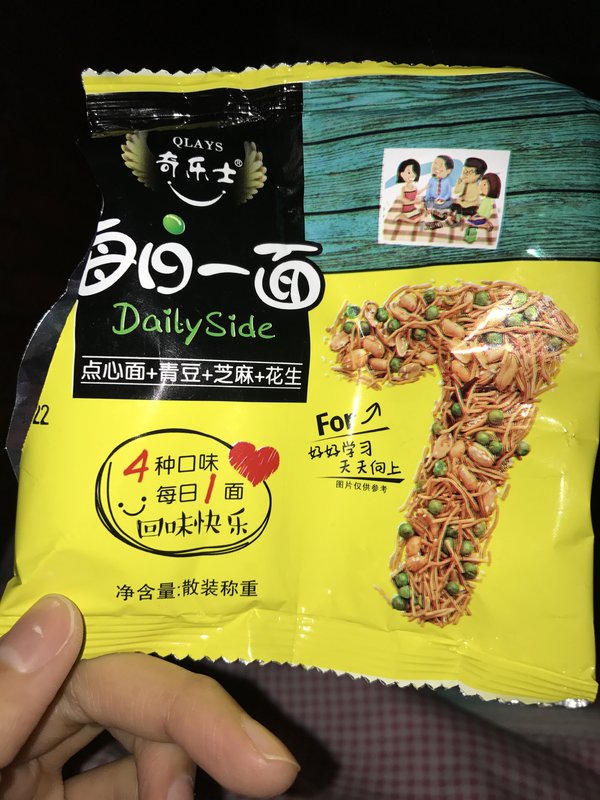 QLAYS
奇乐士®
每日一面
DailySide
点心面+青豆+芝麻+花生
22
For
好好学习
天天向上
图片仅供参考
4种口味
每日1面
回味快乐
净含量:散装称重